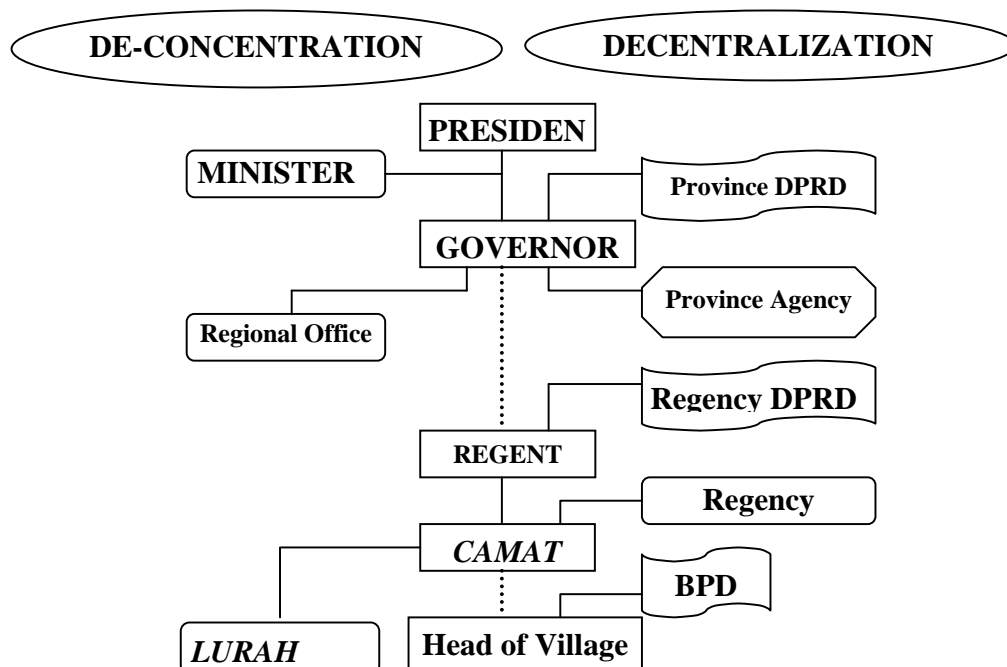 DE-CONCENTRATION
DECENTRALIZATION
PRESIDEN
MINISTER
Province DPRD
GOVERNOR
Province Agency
Regional Office
Regency DPRD
REGENT
Regency
CAMAT
BPD
LURAH
Head of Village